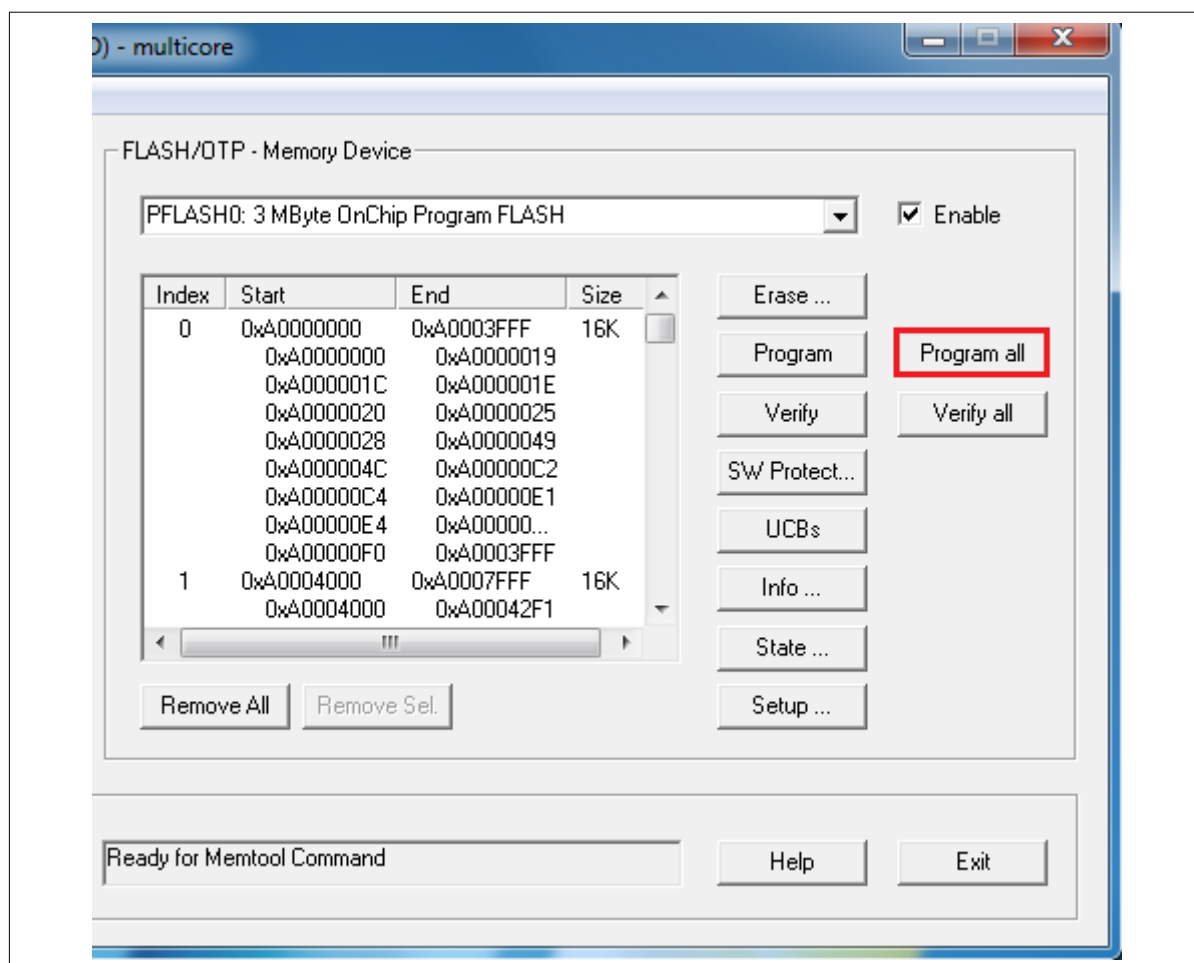 D) - multicore
FLASH/OTP - Memory Device
PFLASH0: 3 MByte OnChip Program FLASH
Enable
Index Start End Size
0 0xA0000000 0xA0003FFF 16K
0xA0000000 0xA0000019
0xA000001C 0xA000001E
0xA0000020 0xA0000025
0xA0000028 0xA0000049
0xA000004C 0xA00000C2
0xA00000C4 0xA00000E1
0xA00000E4 0xA00000...
0xA00000F0 0xA0003FFF
1 0xA0004000 0xA0007FFF 16K
0xA0004000 0xA00042F1
Erase ...
Program
Program all
Verify
Verify all
SW Protect...
UCBs
Info ...
State ...
Setup ...
Remove All
Remove Sel.
Ready for Memtool Command
Help
Exit